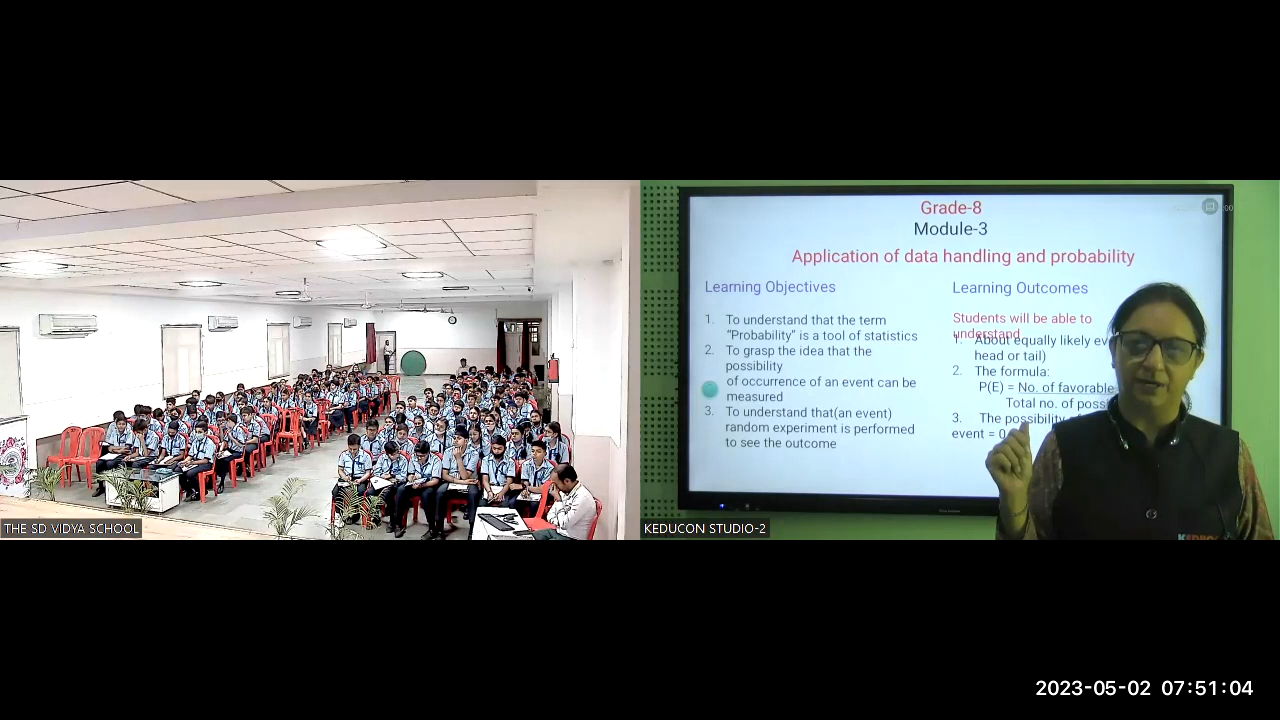 Grade-8
Module-3
Application of data handling and probability
Learning Objectives
1. To understand that the term
"Probability" is a tool of statistics
2. To grasp the idea that the
possibility
of occurrence of an event can be
measured
3. To understand that(an event)
random experiment is performed
to see the outcome
Learning Outcomes
Students will be able to
understand
1. About equally likely
head or tail)
2. The formula:
P(E) = No. of favorable
Total no. of
3. The possibility
event = 0
THE SD VIDYA SCHOOL
KEDUCON STUDIO-2
2023-05-02 07:51:04